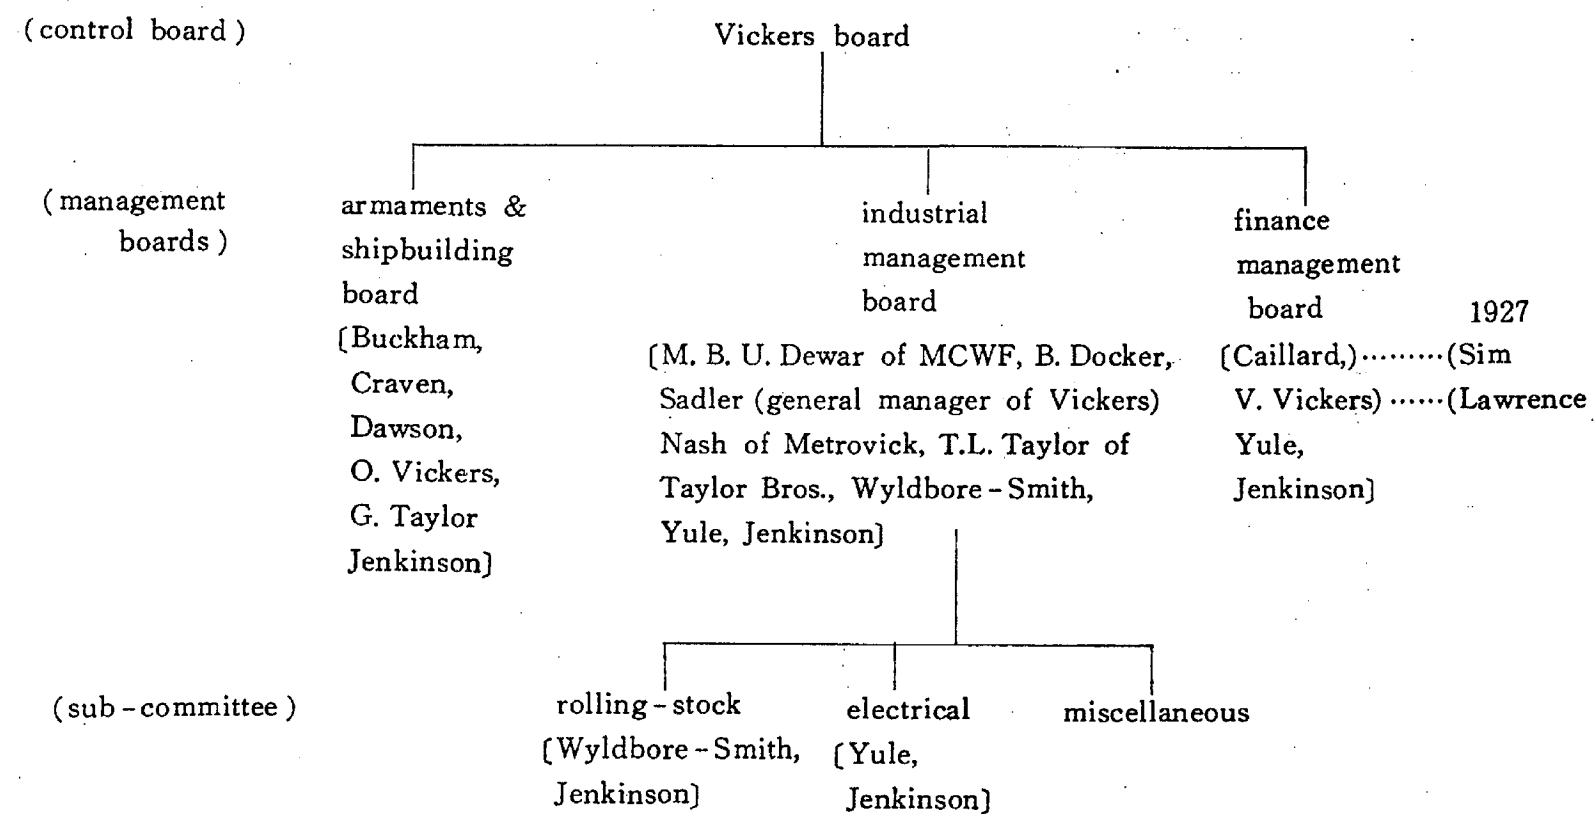 (control board)
Vickers board
(management
boards)
armaments &
shipbuilding
board
[Buckham,
Craven,
Dawson,
O. Vickers,
G. Taylor
Jenkinson]
industrial
management
board
[M. B. U. Dewar of MCWF, B. Docker,
Sadler (general manager of Vickers)
Nash of Metrovick, T.L. Taylor of
Taylor Bros., Wyldbore-Smith,
Yule, Jenkinson]
finance
management
board
1927
[Caillard,)·········(Sim
V. Vickers)······(Lawrence
Yule,
Jenkinson]
(sub-committee)
rolling-stock
[Wyldbore-Smith,
Jenkinson]
electrical
[Yule,
Jenkinson]
miscellaneous